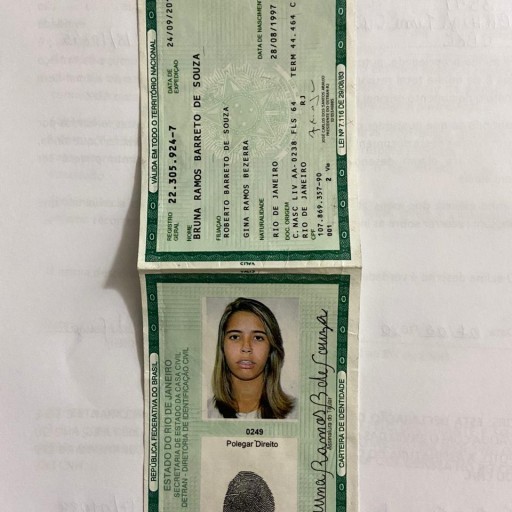 VÁLIDA EM TODO O TERRITÓRIO NACIONAL
REGISTRO GERAL 22.305.924-7 DATA DE EXPEDIÇÃO 24/09/20
NOME
BRUNA RAMOS BARRETO DE SOUZA
FILIAÇÃO
ROBERTO BARRETO DE SOUZA
GINA RAMOS BEZERRA
NATURALIDADE DATA DE NASCIMENTO
RIO DE JANEIRO 28/08/1997
DOC. ORIGEM
C.NASC LIV AA-0238 FLS 64 TERM 44.464 C
RIO DE JANEIRO RJ
CPF
107.869.357-90
001 2 Via
LEI Nº 7.116 DE 29/08/83
REPÚBLICA FEDERATIVA DO BRASIL
ESTADO DO RIO DE JANEIRO
SECRETARIA DE ESTADO DA CASA CIVIL
DETRAN - DIRETORIA DE IDENTIFICAÇÃO CIVIL
0249
Polegar Direito
Ramos B de Souza
Assinatura do Titular
CARTEIRA DE IDENTIDADE